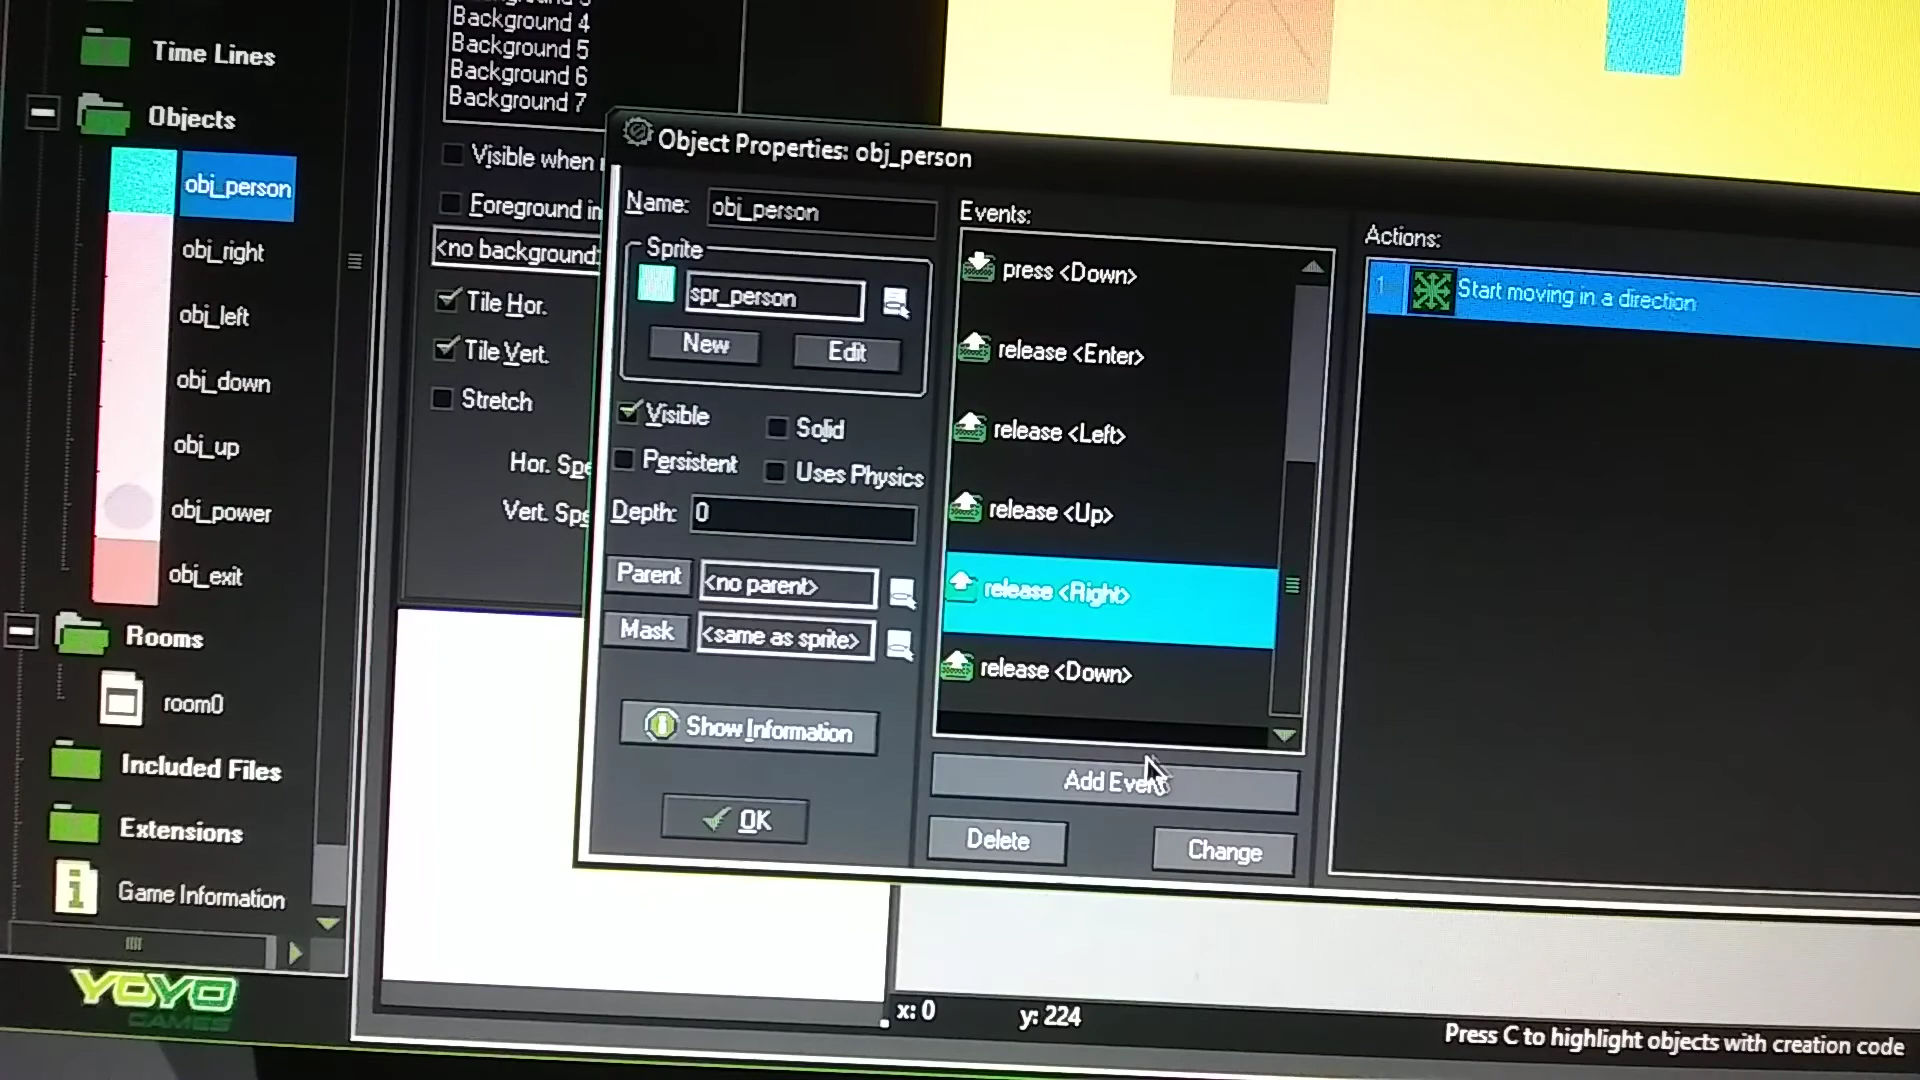 Time Lines
Objects
obj_person
obj_right
obj_left
obj_down
obj_up
obj_power
obj_exit
Rooms
room0
Included Files
Extensions
Game Information
YOYO
GAMES
Background 4
Background 5
Background 6
Background 7
Visible when
Foreground
<no background
Tile Hor.
Tile Vert.
Stretch
Hor.
Vert.
Object Properties: obj_person
Name:
obj_person
Sprite
spr_person
New
Edit
Visible
Solid
Persistent
Uses Physics
Depth:
0
Parent
<no parent>
Mask
<same as sprite>
Show Information
OK
Events:
press <Down>
release <Enter>
release <Left>
release <Up>
release <Right>
release <Down>
Add Event
Delete
Change
Actions:
1
Start moving in a direction
x: 0
y: 224
Press C to highlight objects with creation code